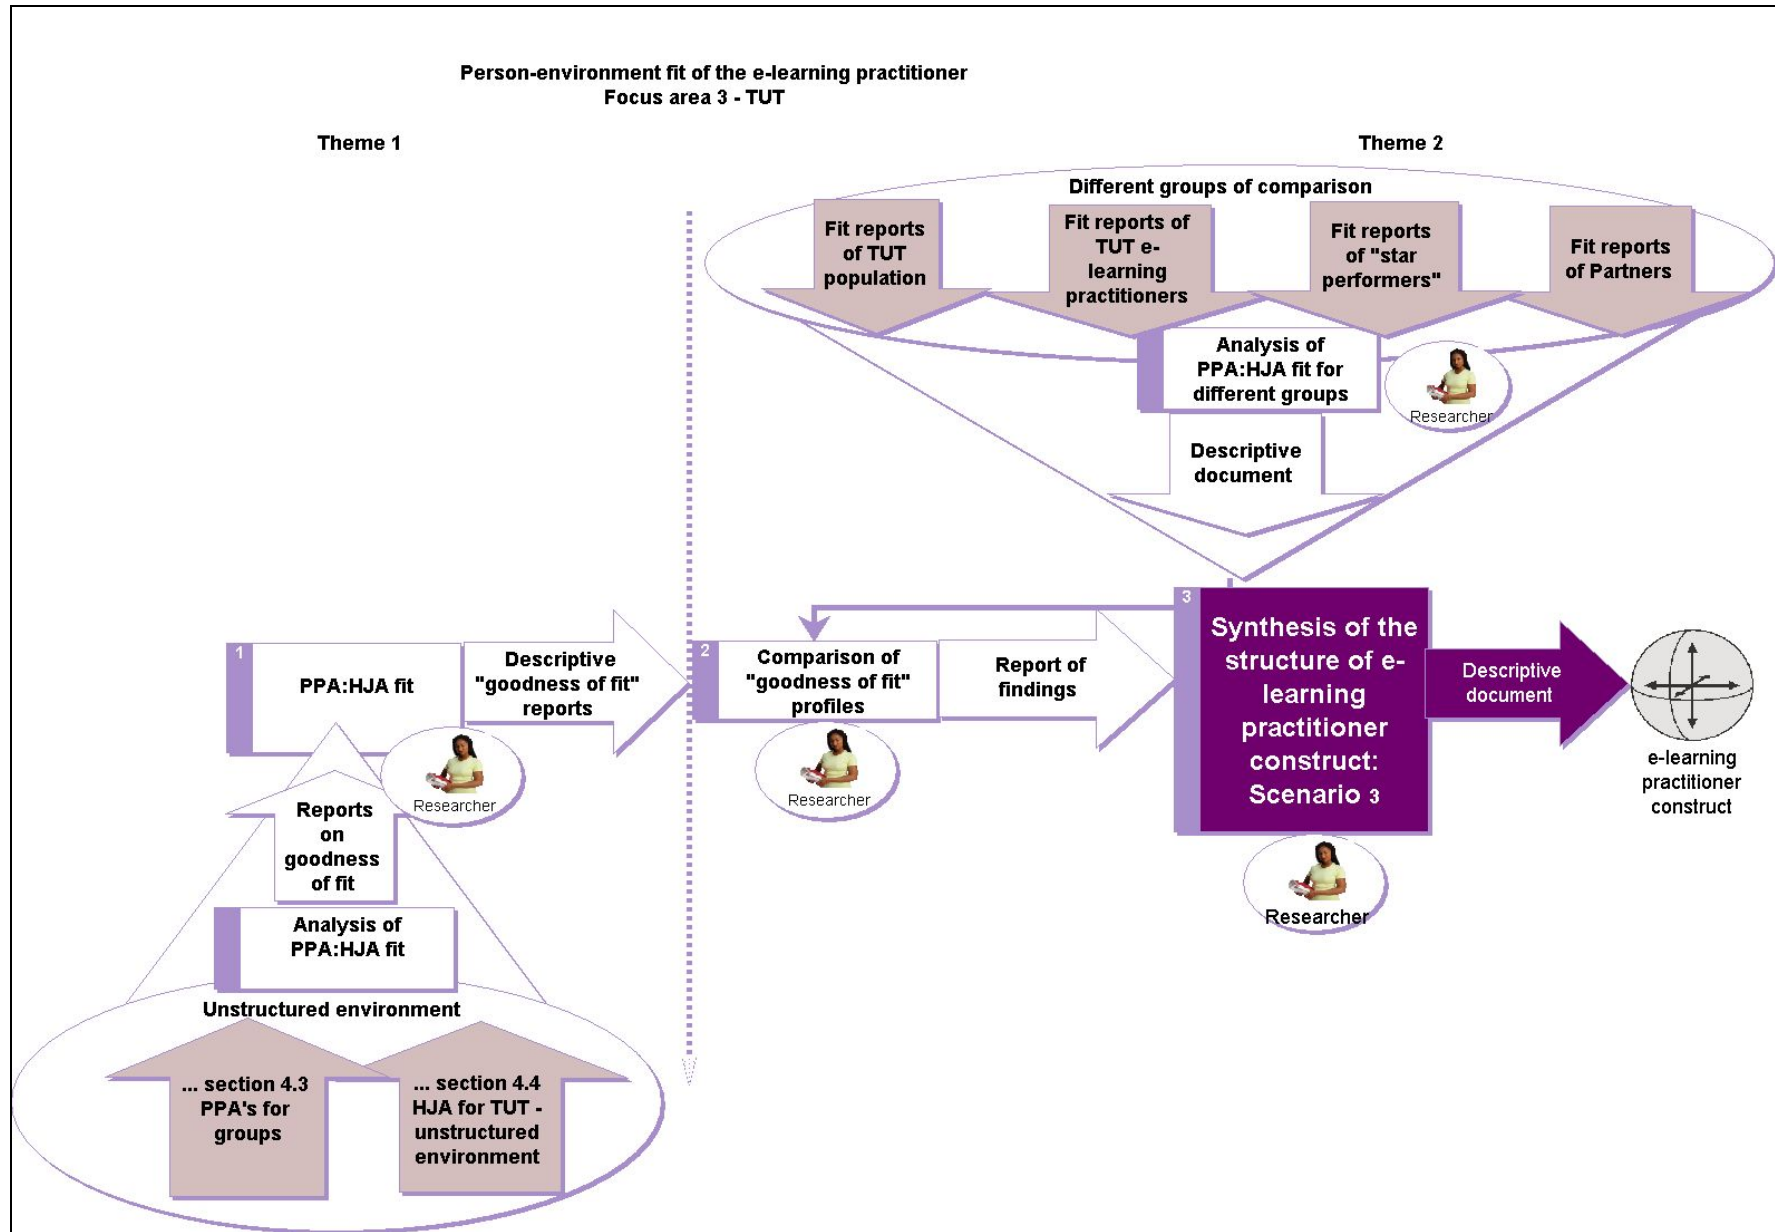 Person-environment fit of the e-learning practitioner
Focus area 3 - TUT
Theme 1
Theme 2
Different groups of comparison
Fit reports
of TUT
population
Fit reports of
TUT e-
learning
practitioners
Fit reports
of "star
performers"
Fit reports
of Partners
Analysis of
PPA:HJA fit for
different groups
Researcher
Descriptive
document
1
PPA:HJA fit
Researcher
Descriptive
"goodness of fit"
reports
2
Comparison of
"goodness of fit"
profiles
Researcher
Report of
findings
3
Synthesis of the
structure of e-
learning
practitioner
construct:
Scenario 3
Researcher
Descriptive
document
e-learning
practitioner
construct
Reports
on
goodness
of fit
Analysis of
PPA:HJA fit
Unstructured environment
... section 4.3
PPA's for
groups
... section 4.4
HJA for TUT -
unstructured
environment